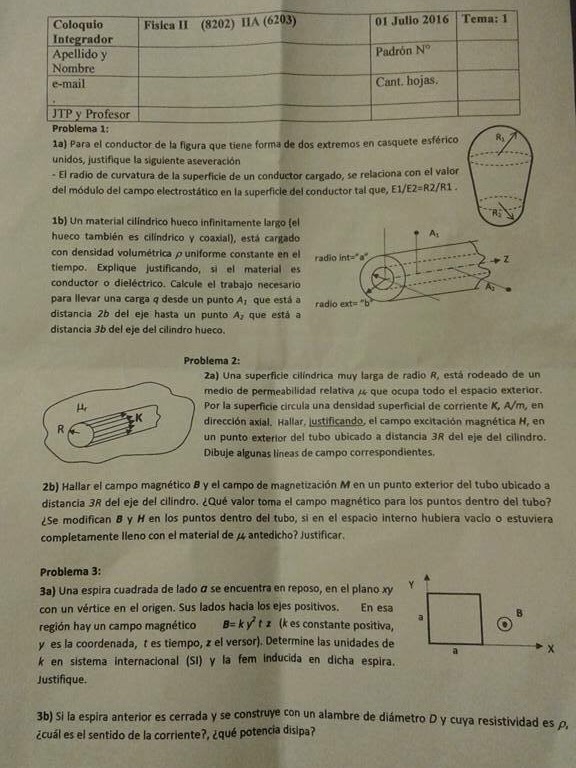 Coloquio Integrador
Fisica II (8202) IIA (6203)
01 Julio 2016
Tema: 1
Apellido y Nombre
Padrón Nº
e-mail
Cant. hojas.
JTP y Profesor
Problema 1:
1a) Para el conductor de la figura que tiene forma de dos extremos en casquete esférico
unidos, justifique la siguiente aseveración
- El radio de curvatura de la superficie de un conductor cargado, se relaciona con el valor
del módulo del campo electrostático en la superficie del conductor tal que, E1/E2=R2/R1 .
R₁
R₂
1b) Un material cilíndrico hueco infinitamente largo (el
hueco también es cilíndrico y coaxial), está cargado
con densidad volumétrica ρ uniforme constante en el
tiempo. Explique justificando, si el material es
conductor o dieléctrico. Calcule el trabajo necesario
para llevar una carga q desde un punto A₁ que está a
distancia 2b del eje hasta un punto A₂ que está a
distancia 3b del eje del cilindro hueco.
radio int="a"
radio ext= "b"
A₁
Z
A₂
Problema 2:
2a) Una superficie cilíndrica muy larga de radio R, está rodeado de un
medio de permeabilidad relativa μᵣ que ocupa todo el espacio exterior.
Por la superficie circula una densidad superficial de corriente K, A/m, en
dirección axial. Hallar, justificando, el campo excitación magnética H, en
un punto exterior del tubo ubicado a distancia 3R del eje del cilindro.
Dibuje algunas líneas de campo correspondientes.
μᵣ
R
K
2b) Hallar el campo magnético B y el campo de magnetización M en un punto exterior del tubo ubicado a
distancia 3R del eje del cilindro. ¿Qué valor toma el campo magnético para los puntos dentro del tubo?
¿Se modifican B y H en los puntos dentro del tubo, si en el espacio interno hubiera vacío o estuviera
completamente lleno con el material de μᵣ antedicho? Justificar.
Problema 3:
3a) Una espira cuadrada de lado a se encuentra en reposo, en el plano xy
con un vértice en el origen. Sus lados hacia los ejes positivos. En esa
región hay un campo magnético B= k y² t z (k es constante positiva,
y es la coordenada, t es tiempo, z el versor). Determine las unidades de
k en sistema internacional (SI) y la fem inducida en dicha espira.
Justifique.
Y
a
B
a
X
3b) Si la espira anterior es cerrada y se construye con un alambre de diámetro D y cuya resistividad es ρ,
¿cuál es el sentido de la corriente?, ¿qué potencia disipa?